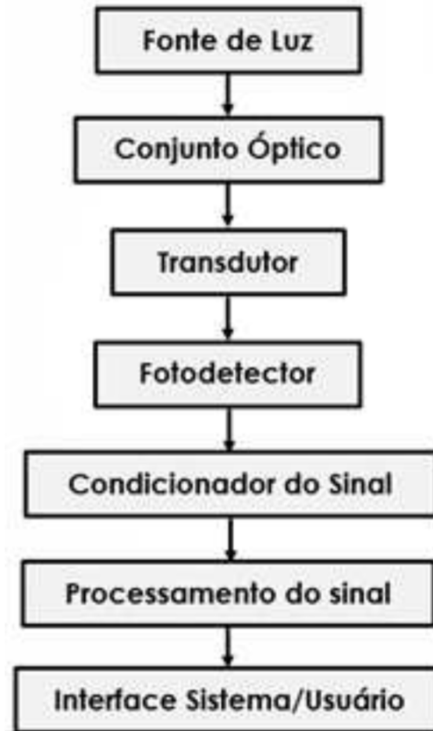 Fonte de Luz
Conjunto Óptico
Transdutor
Fotodetector
Condicionador do Sinal
Processamento do sinal
Interface Sistema/Usuário